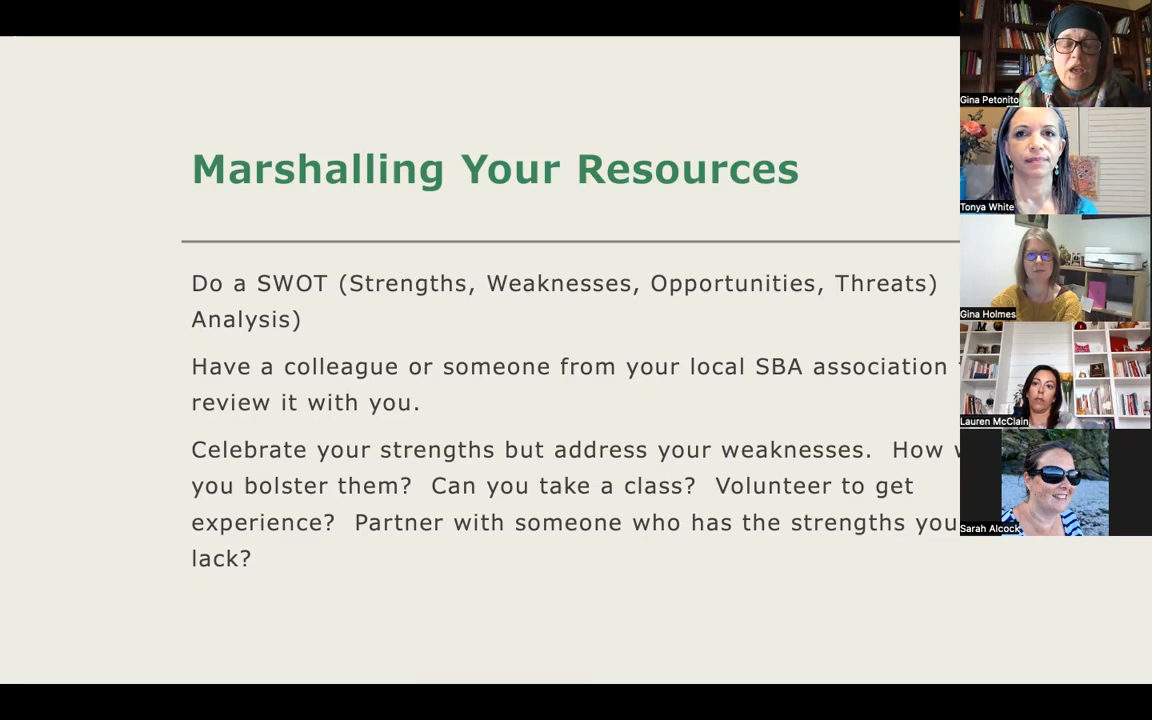 Marshalling Your Resources
Do a SWOT (Strengths, Weaknesses, Opportunities, Threats)
Analysis)
Have a colleague or someone from your local SBA association
review it with you.
Celebrate your strengths but address your weaknesses.  How
you bolster them?  Can you take a class?  Volunteer to get
experience?  Partner with someone who has the strengths you
lack?
Gina Petonito
Tonya White
Gina Holmes
Lauren McClain
Sarah Alcock